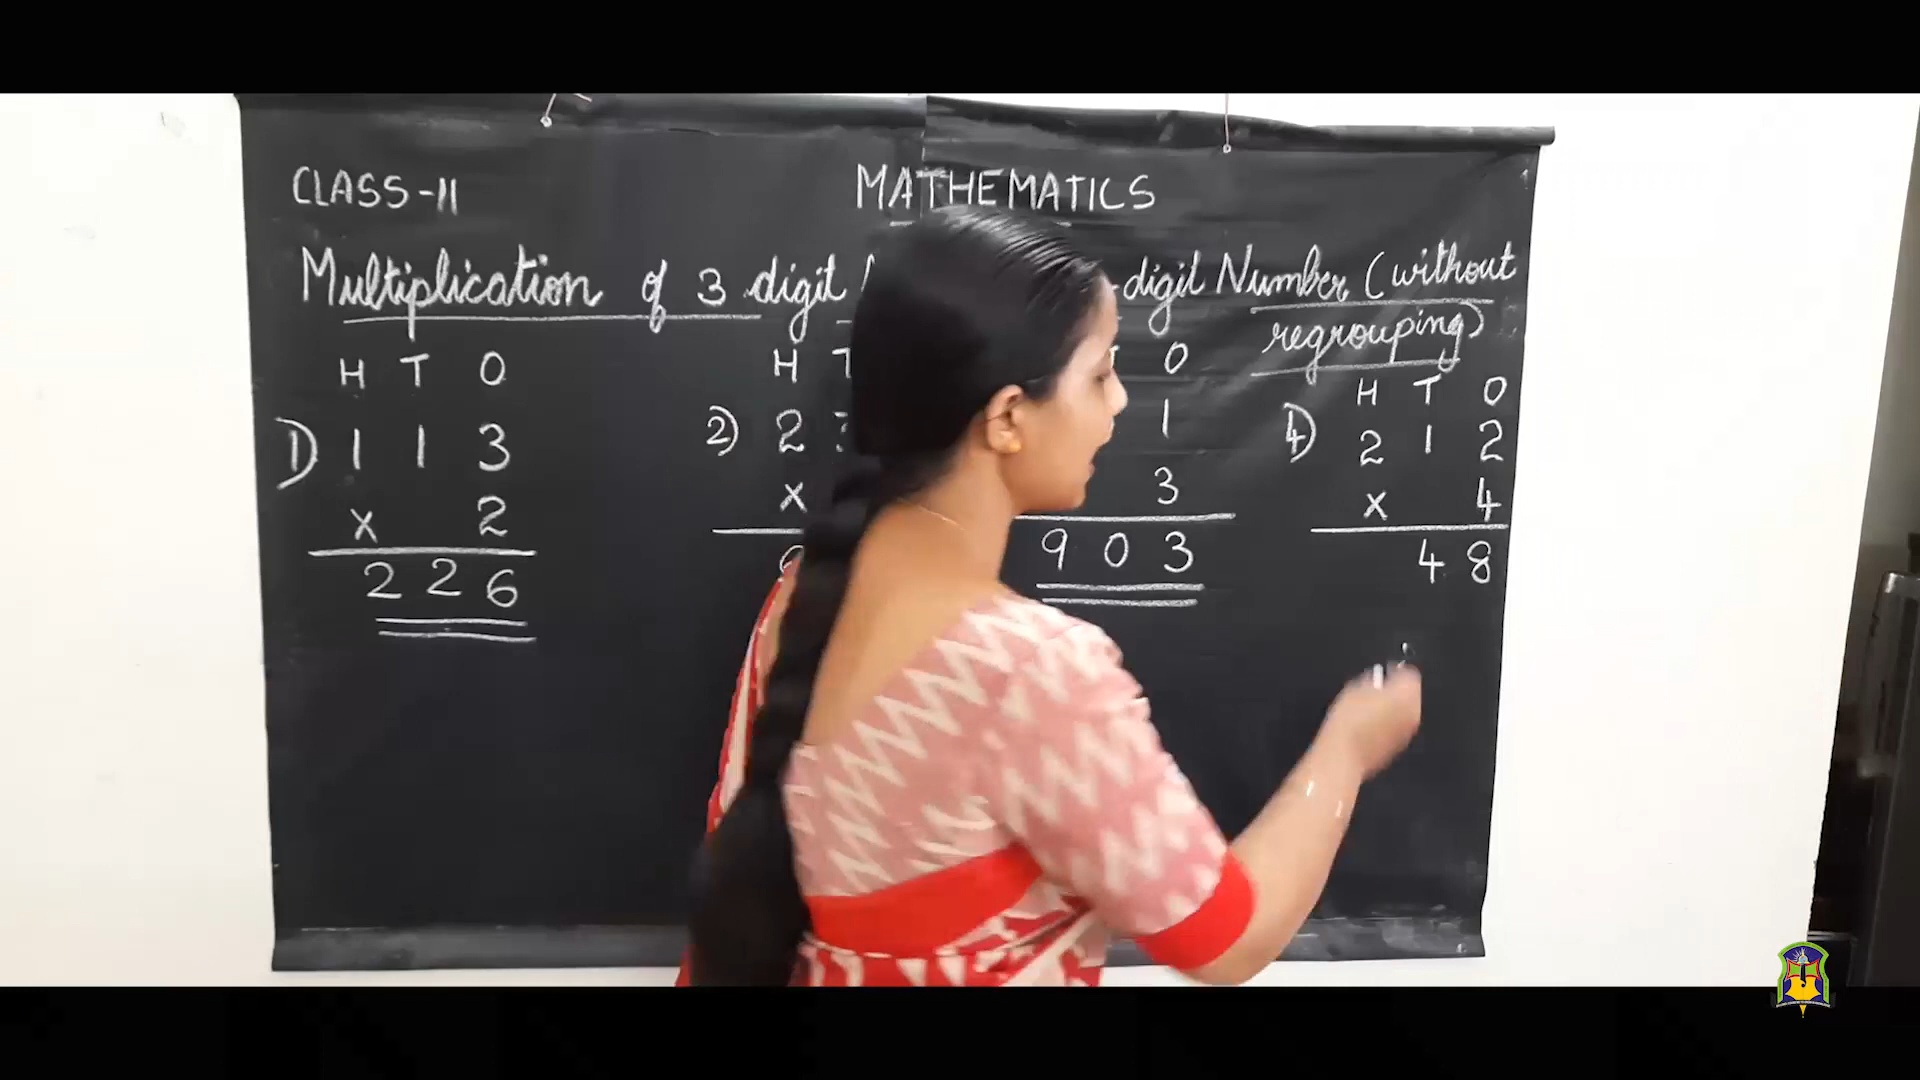 CLASS-II
MATHEMATICS
Multiplication of 3 digit digit Number (without
regrouping)
H T O
1) 1 1 3
x 2
2 2 6
H
2) 2
x
O
1
3
9 0 3
H T O
4) 2 1 2
x 4
4 8